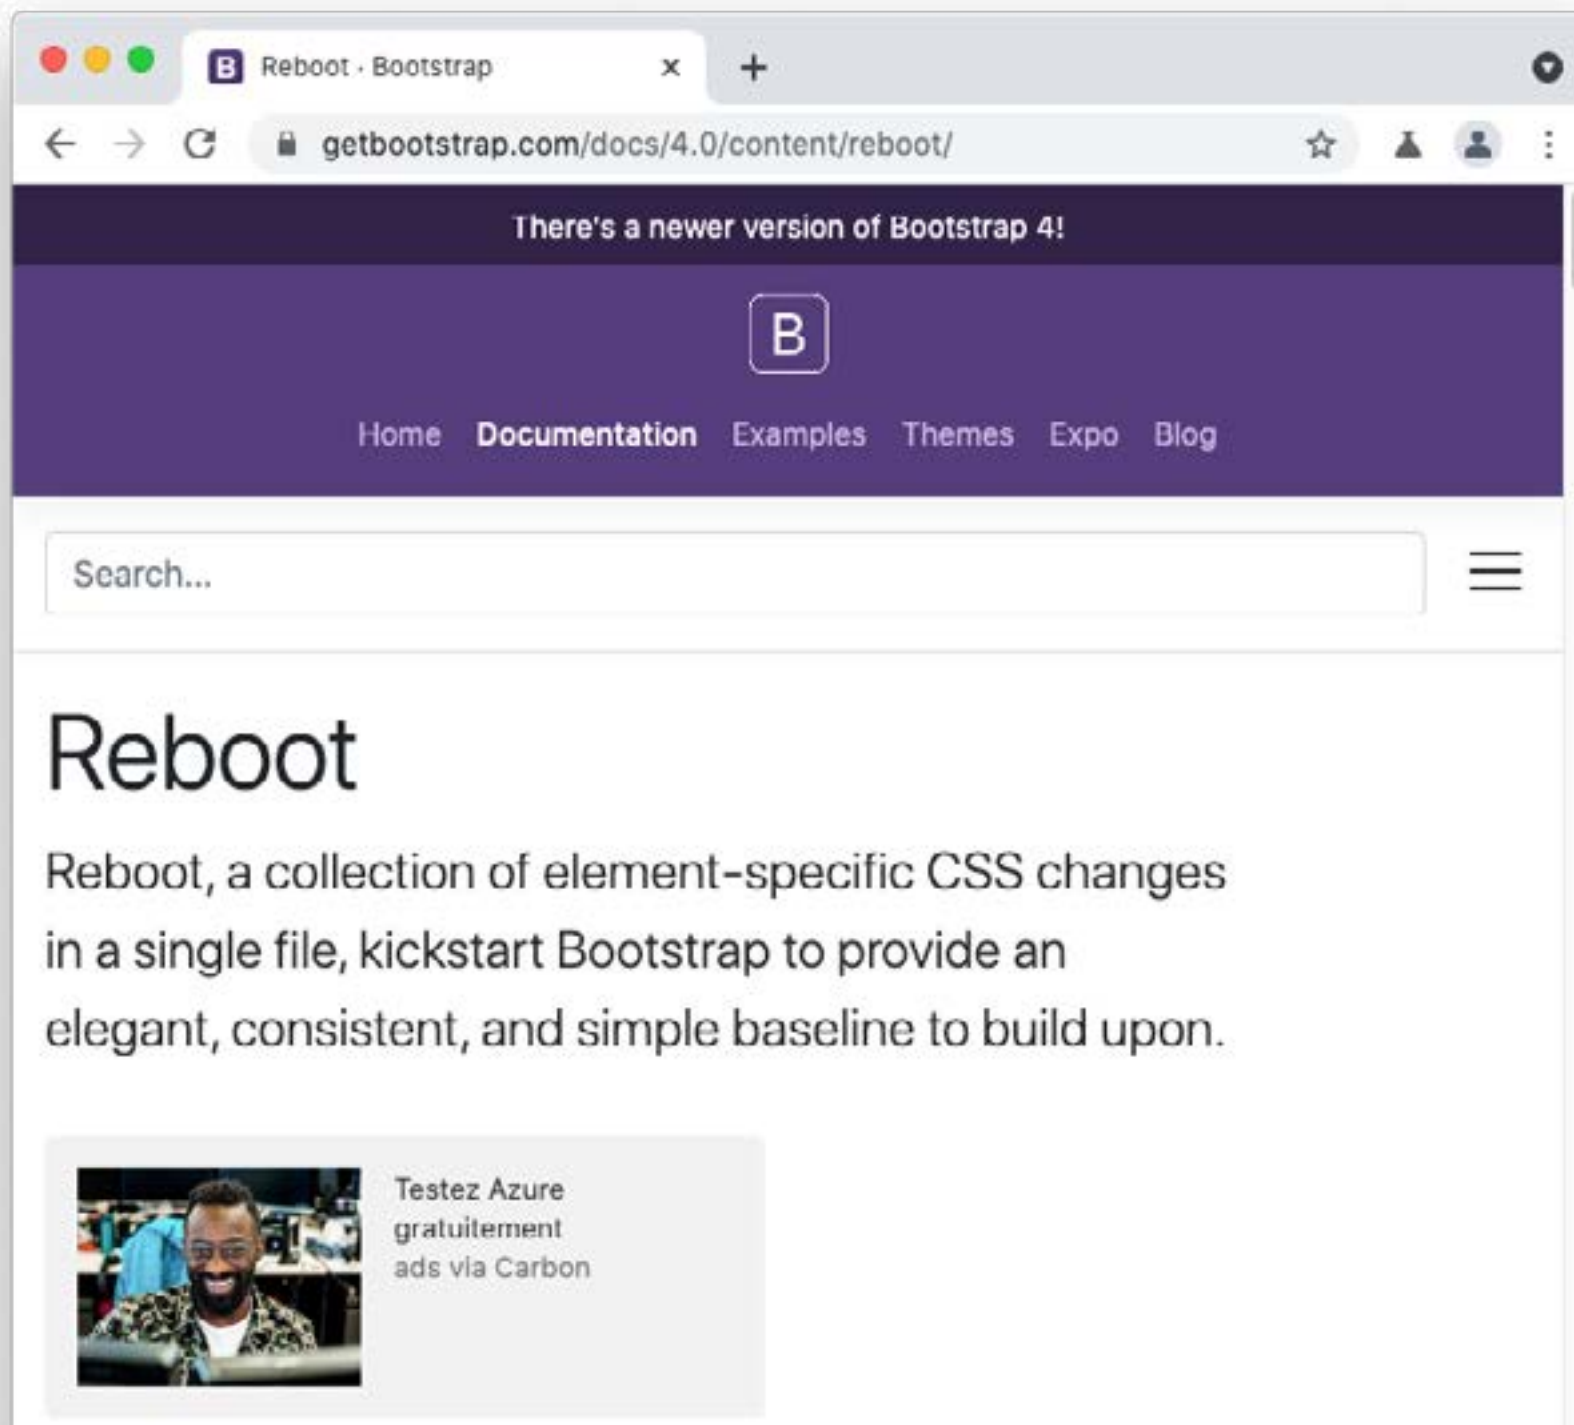 B Reboot · Bootstrap
getbootstrap.com/docs/4.0/content/reboot/
There's a newer version of Bootstrap 4!
B
Home Documentation Examples Themes Expo Blog
Search...
Reboot
Reboot, a collection of element-specific CSS changes
in a single file, kickstart Bootstrap to provide an
elegant, consistent, and simple baseline to build upon.
Testez Azure
gratuitement
ads via Carbon